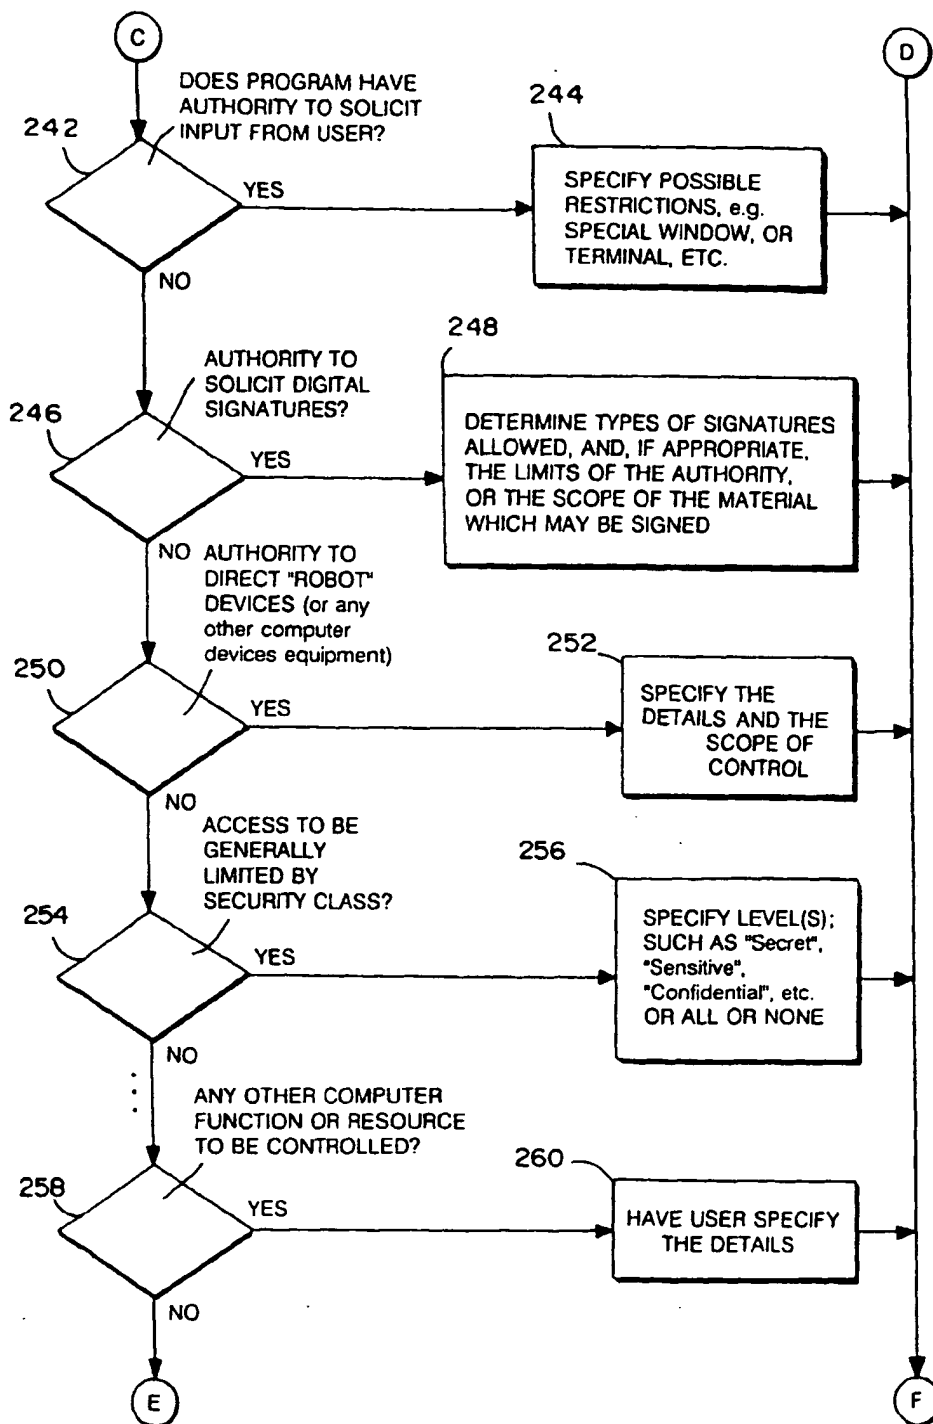 C
D
DOES PROGRAM HAVE
AUTHORITY TO SOLICIT
INPUT FROM USER?
242
YES
NO
244
SPECIFY POSSIBLE
RESTRICTIONS, e.g.
SPECIAL WINDOW, OR
TERMINAL, ETC.
AUTHORITY TO
SOLICIT DIGITAL
SIGNATURES?
246
YES
NO
248
DETERMINE TYPES OF SIGNATURES
ALLOWED, AND, IF APPROPRIATE,
THE LIMITS OF THE AUTHORITY,
OR THE SCOPE OF THE MATERIAL
WHICH MAY BE SIGNED
AUTHORITY TO
DIRECT "ROBOT"
DEVICES (or any
other computer
devices equipment)
250
YES
NO
252
SPECIFY THE
DETAILS AND THE
SCOPE OF
CONTROL
ACCESS TO BE
GENERALLY
LIMITED BY
SECURITY CLASS?
254
YES
NO
256
SPECIFY LEVEL(S);
SUCH AS "Secret",
"Sensitive",
"Confidential", etc.
OR ALL OR NONE
ANY OTHER COMPUTER
FUNCTION OR RESOURCE
TO BE CONTROLLED?
258
YES
NO
260
HAVE USER SPECIFY
THE DETAILS
E
F